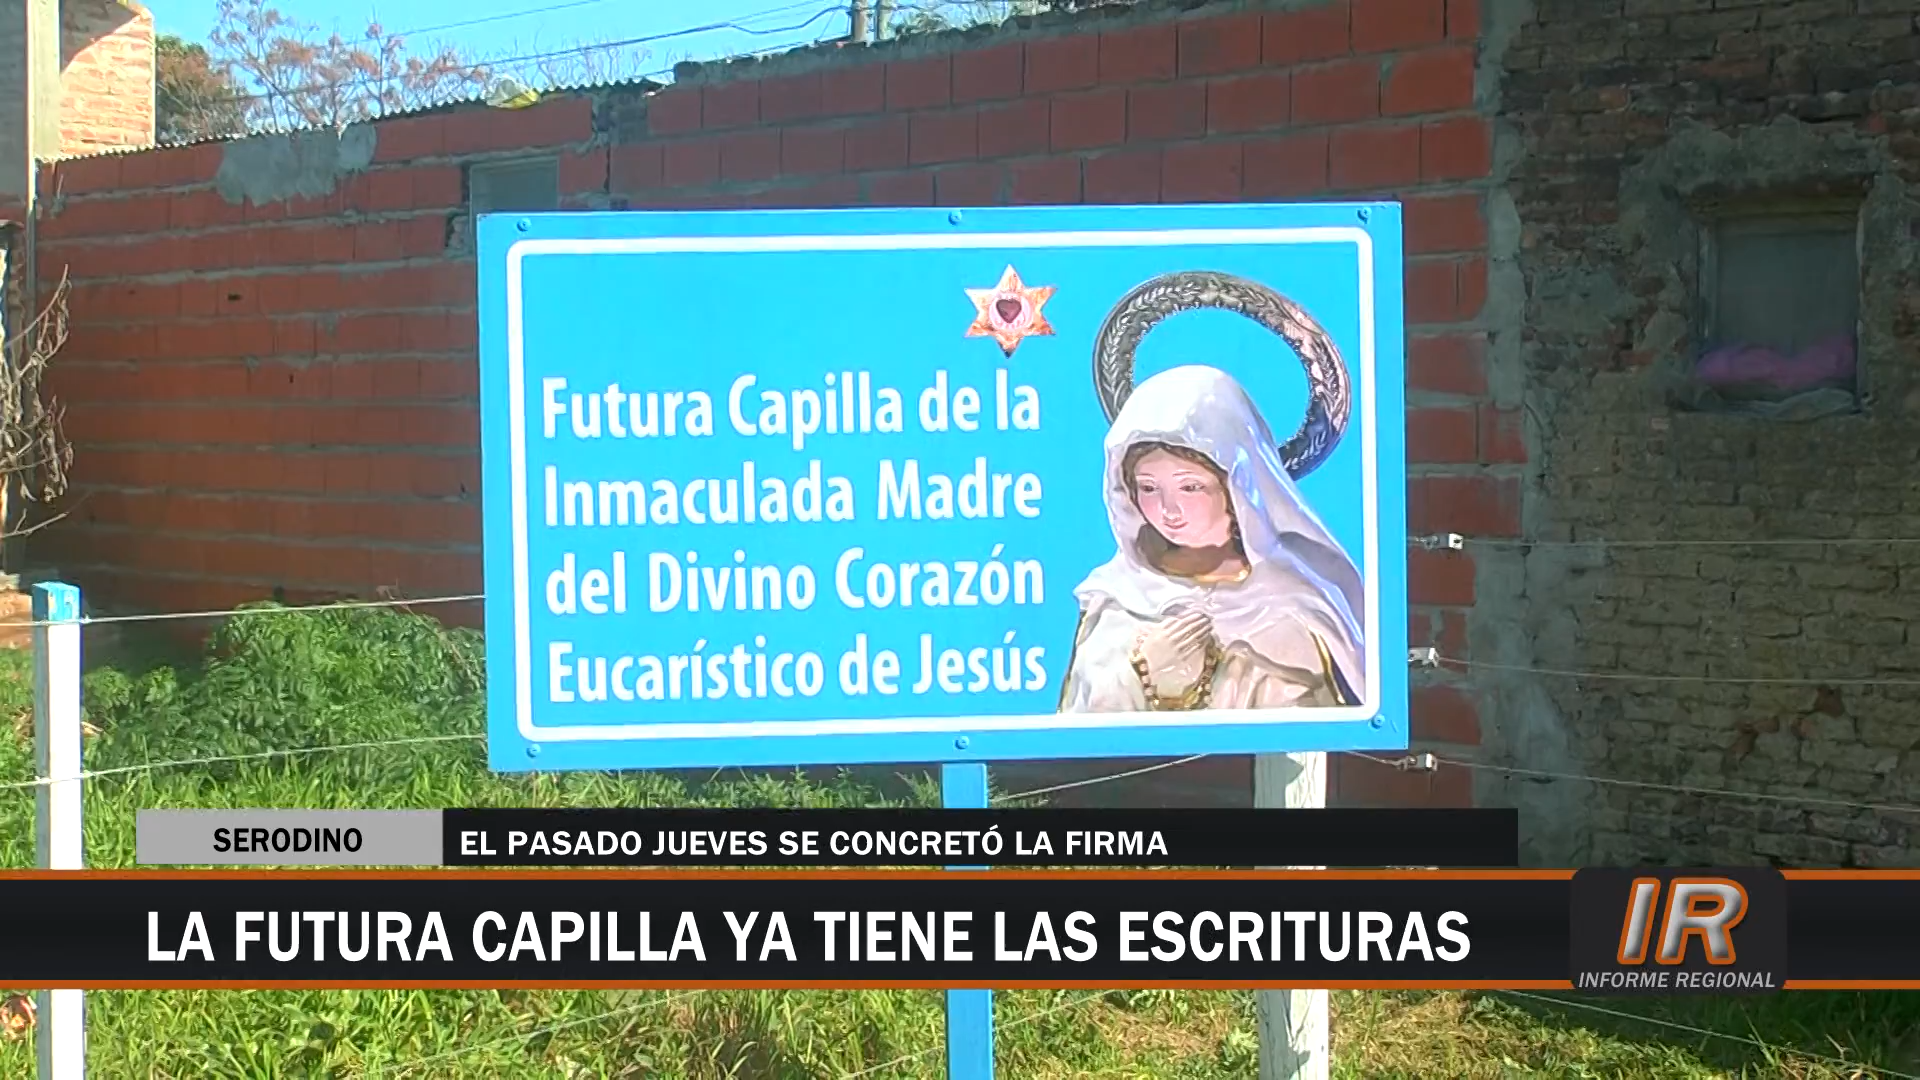 Futura Capilla de la
Inmaculada Madre
del Divino Corazón
Eucarístico de Jesús
SERODINO
EL PASADO JUEVES SE CONCRETÓ LA FIRMA
LA FUTURA CAPILLA YA TIENE LAS ESCRITURAS
IR
INFORME REGIONAL